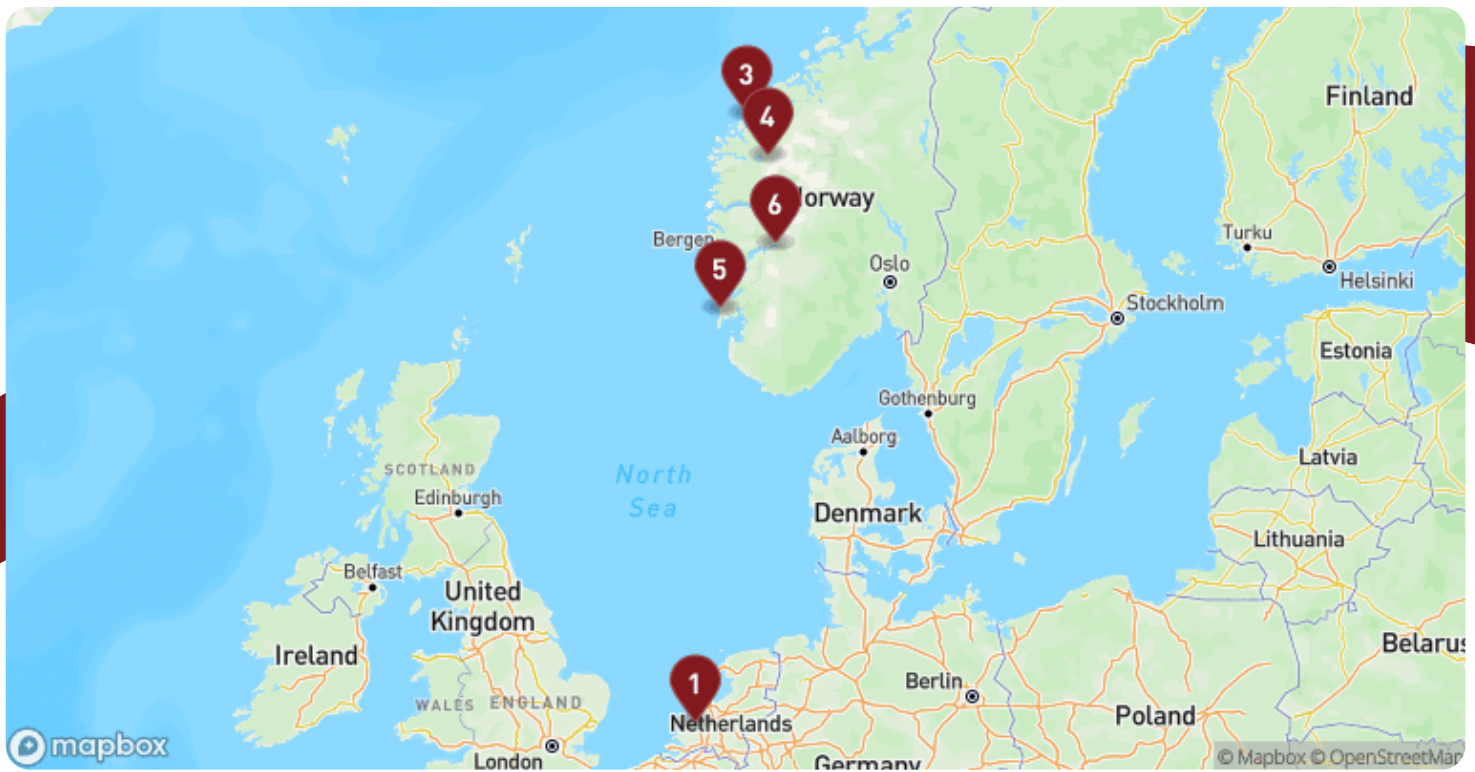 3
4
Finland
6
orway
Turku
Bergen
5
Oslo
Helsinki
Stockholm
Estonia
Gothenburg
Aalborg
SCOTLAND
Latvia
North
Sea
Edinburgh
Denmark
Lithuania
Belfast
United
Kingdom
Ireland
Belarus
1
Berlin
WALES
ENGLAND
Netherlands
Poland
mapbox
London
Germany
© Mapbox © OpenStreetMap